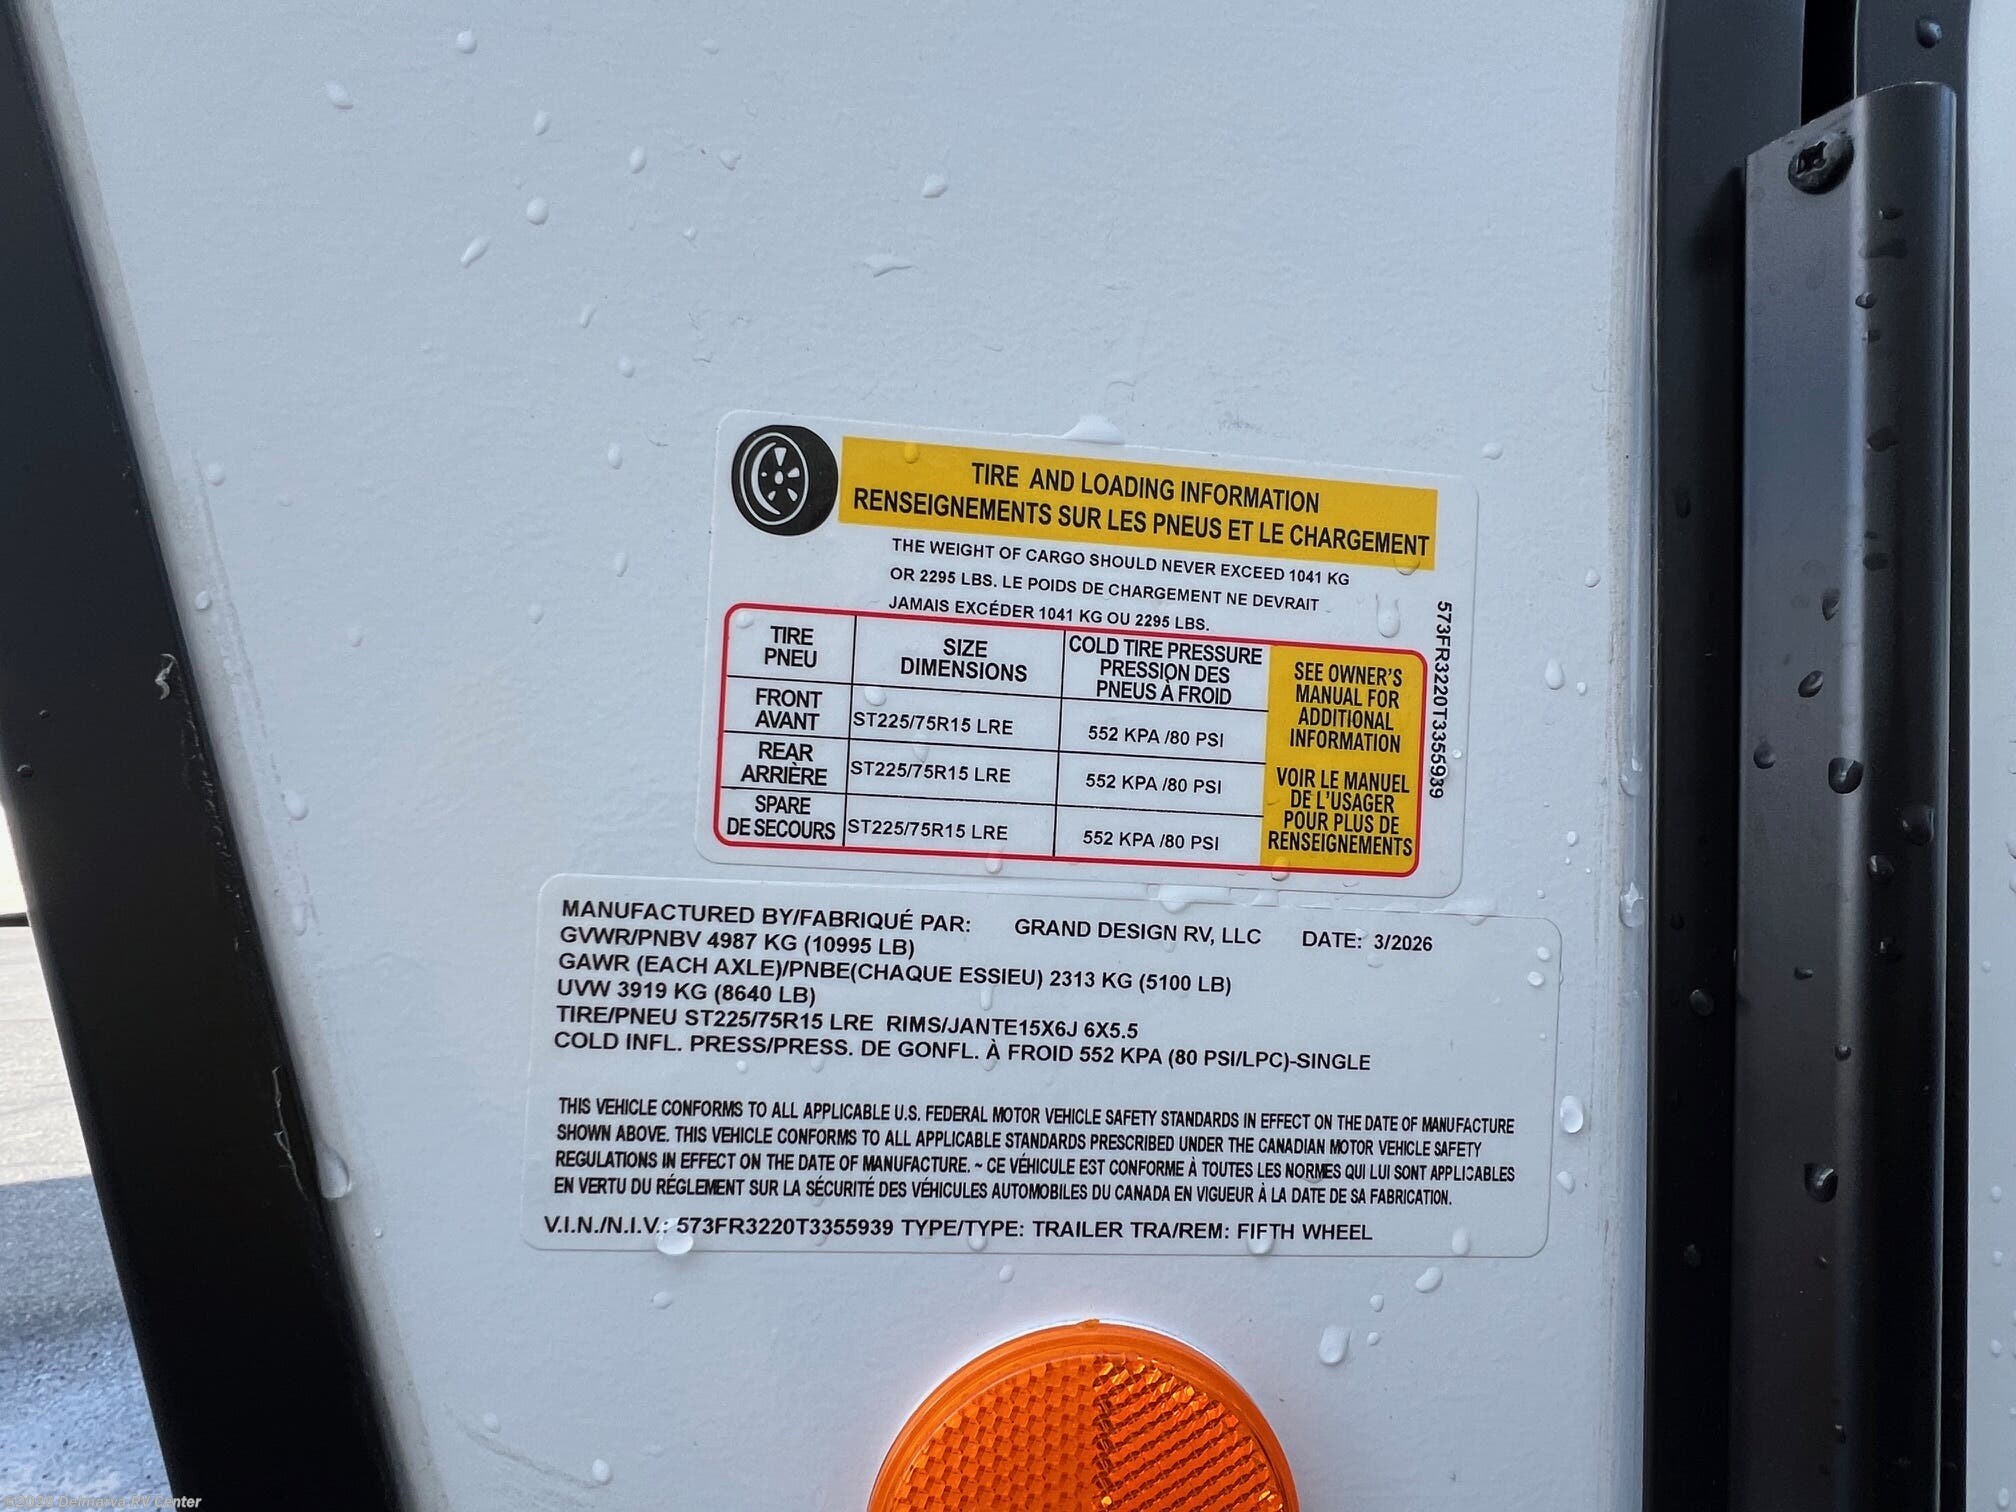 TIRE AND LOADING INFORMATION
RENSEIGNEMENTS SUR LES PNEUS ET LE CHARGEMENT
THE WEIGHT OF CARGO SHOULD NEVER EXCEED 1041 KG
OR 2295 LBS. LE POIDS DE CHARGEMENT NE DEVRAIT
JAMAIS EXCÉDER 1041 KG OU 2295 LBS.
TIRE
PNEU
SIZE
DIMENSIONS
COLD TIRE PRESSURE
PRESSION DES
PNEUS À FROID
FRONT
AVANT
ST225/75R15 LRE
552 KPA /80 PSI
REAR
ARRIÈRE
ST225/75R15 LRE
552 KPA /80 PSI
SPARE
DE SECOURS
ST225/75R15 LRE
552 KPA /80 PSI
SEE OWNER'S
MANUAL FOR
ADDITIONAL
INFORMATION
VOIR LE MANUEL
DE L'USAGER
POUR PLUS DE
RENSEIGNEMENTS
573FR3220T3355939
MANUFACTURED BY/FABRIQUÉ PAR: GRAND DESIGN RV, LLC DATE: 3/2026
GVWR/PNBV 4987 KG (10995 LB)
GAWR (EACH AXLE)/PNBE(CHAQUE ESSIEU) 2313 KG (5100 LB)
UVW 3919 KG (8640 LB)
TIRE/PNEU ST225/75R15 LRE RIMS/JANTE15X6J 6X5.5
COLD INFL. PRESS/PRESS. DE GONFL. À FROID 552 KPA (80 PSI/LPC)-SINGLE
THIS VEHICLE CONFORMS TO ALL APPLICABLE U.S. FEDERAL MOTOR VEHICLE SAFETY STANDARDS IN EFFECT ON THE DATE OF MANUFACTURE
SHOWN ABOVE. THIS VEHICLE CONFORMS TO ALL APPLICABLE STANDARDS PRESCRIBED UNDER THE CANADIAN MOTOR VEHICLE SAFETY
REGULATIONS IN EFFECT ON THE DATE OF MANUFACTURE. ~ CE VÉHICULE EST CONFORME À TOUTES LES NORMES QUI LUI SONT APPLICABLES
EN VERTU DU RÉGLEMENT SUR LA SÉCURITÉ DES VÉHICULES AUTOMOBILES DU CANADA EN VIGUEUR À LA DATE DE SA FABRICATION.
V.I.N./N.I.V.: 573FR3220T3355939 TYPE/TYPE: TRAILER TRA/REM: FIFTH WHEEL
Delmarva RV Center